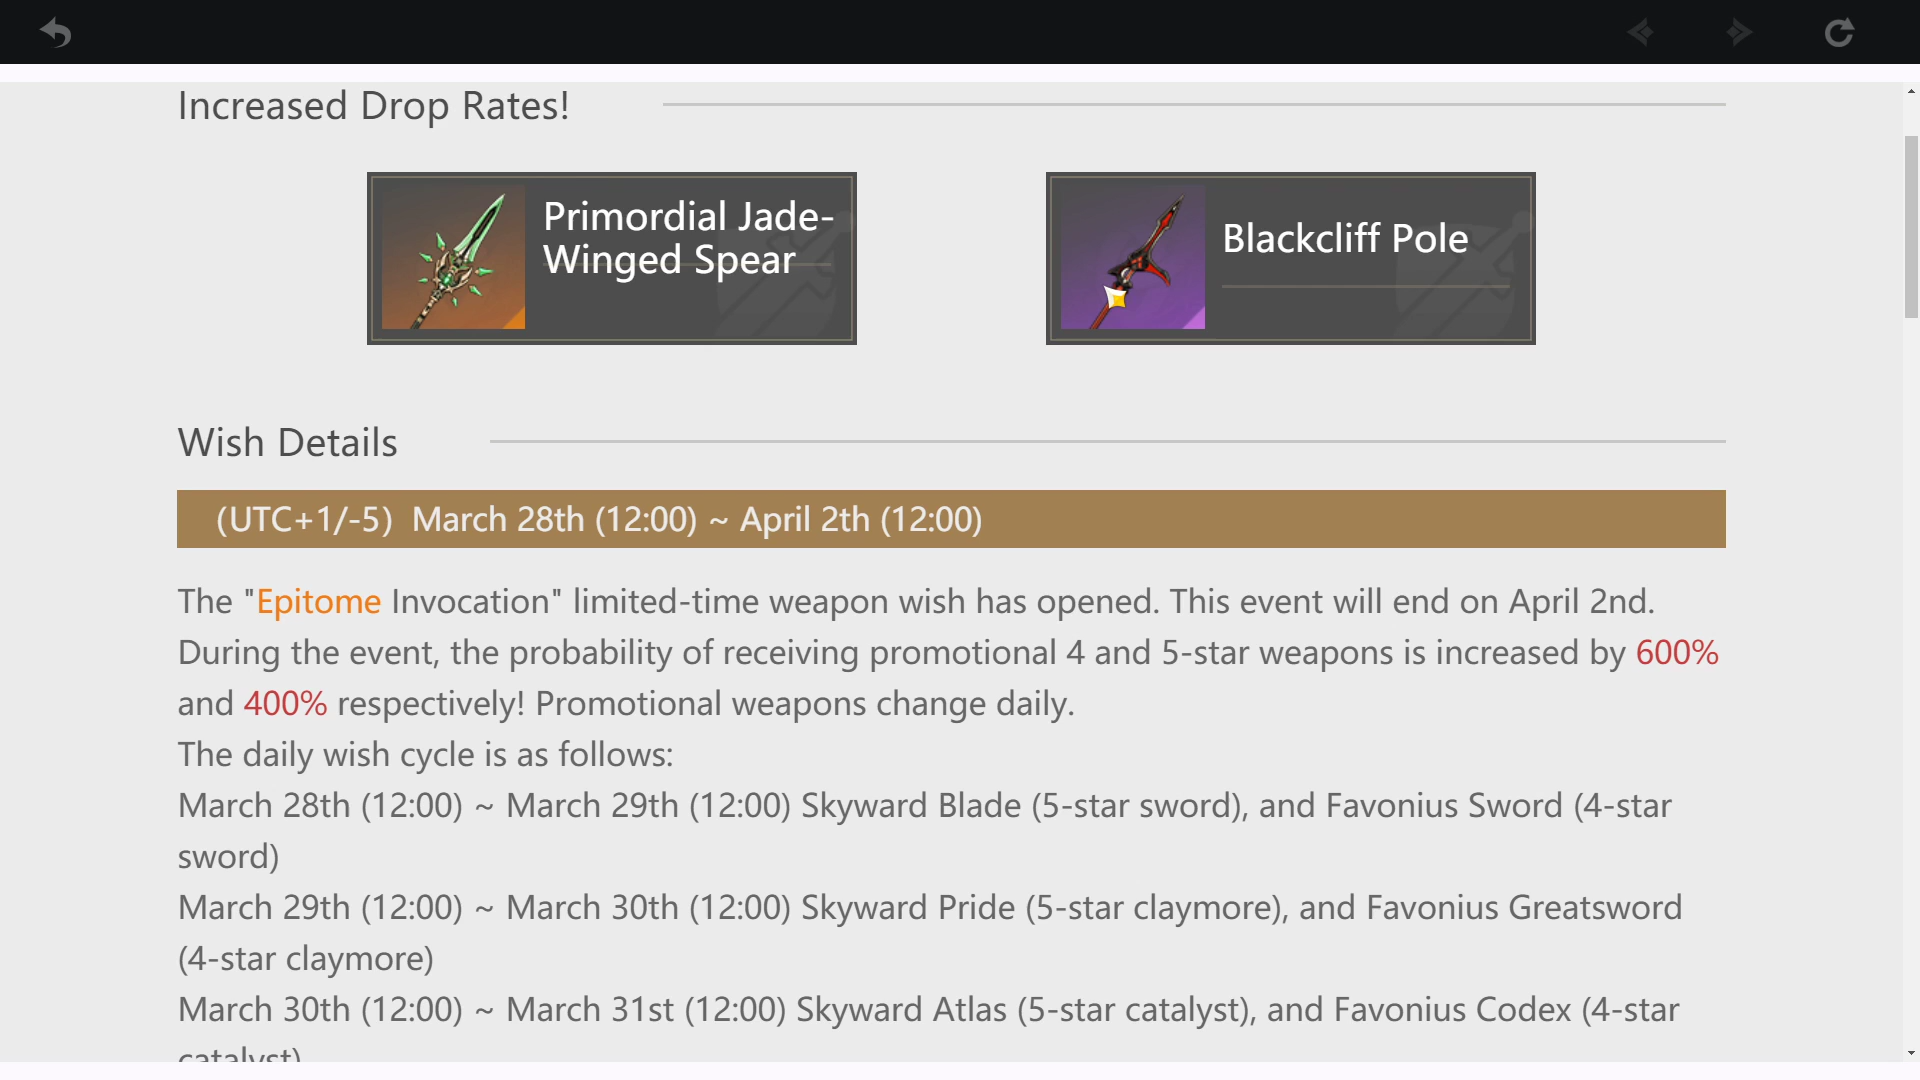 Increased Drop Rates!
Primordial Jade-
Winged Spear
Blackcliff Pole
Wish Details
(UTC+1/-5) March 28th (12:00) ~ April 2th (12:00)
The "Epitome Invocation" limited-time weapon wish has opened. This event will end on April 2nd.
During the event, the probability of receiving promotional 4 and 5-star weapons is increased by 600%
and 400% respectively! Promotional weapons change daily.
The daily wish cycle is as follows:
March 28th (12:00) ~ March 29th (12:00) Skyward Blade (5-star sword), and Favonius Sword (4-star
sword)
March 29th (12:00) ~ March 30th (12:00) Skyward Pride (5-star claymore), and Favonius Greatsword
(4-star claymore)
March 30th (12:00) ~ March 31st (12:00) Skyward Atlas (5-star catalyst), and Favonius Codex (4-star
catalyst)